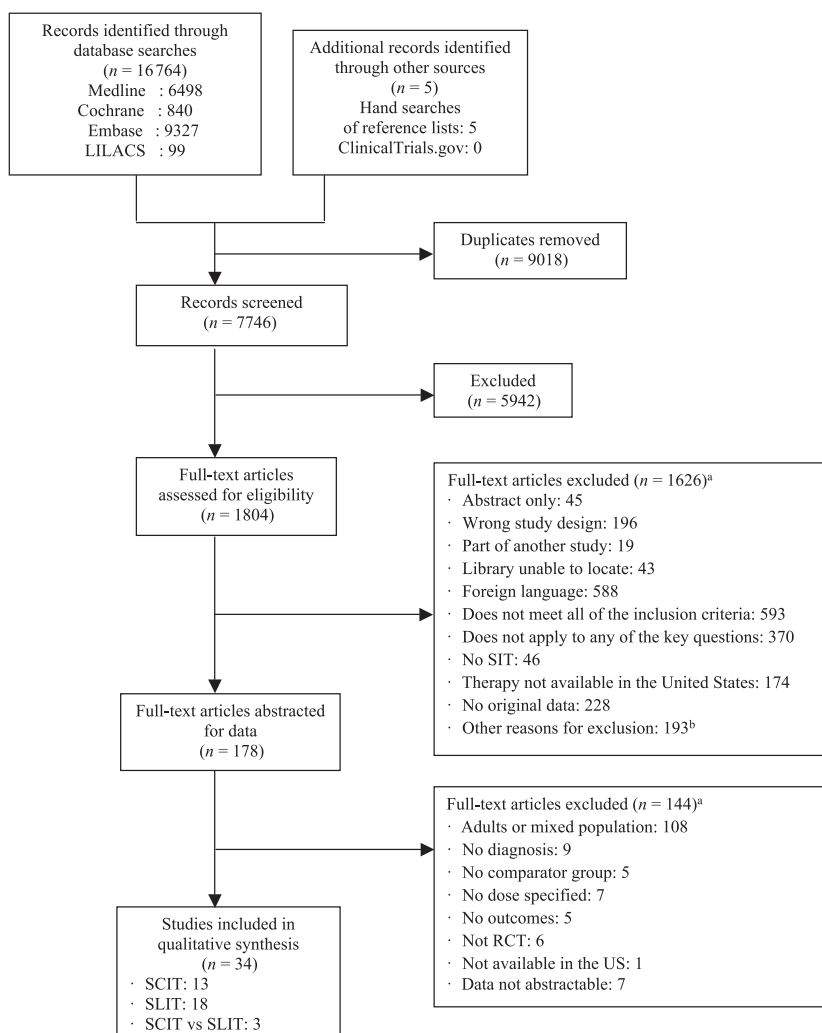 Records identified through
database searches
(n = 16764)
Medline : 6498
Cochrane : 840
Embase : 9327
LILACS : 99
Additional records identified
through other sources
(n = 5)
Hand searches
of reference lists: 5
ClinicalTrials.gov: 0
Duplicates removed
(n = 9018)
Records screened
(n = 7746)
Excluded
(n = 5942)
Full-text articles
assessed for eligibility
(n = 1804)
Full-text articles excluded (n = 1626)a
· Abstract only: 45
· Wrong study design: 196
· Part of another study: 19
· Library unable to locate: 43
· Foreign language: 588
· Does not meet all of the inclusion criteria: 593
· Does not apply to any of the key questions: 370
· No SIT: 46
· Therapy not available in the United States: 174
· No original data: 228
· Other reasons for exclusion: 193b
Full-text articles abstracted
for data
(n = 178)
Full-text articles excluded (n = 144)a
· Adults or mixed population: 108
· No diagnosis: 9
· No comparator group: 5
· No dose specified: 7
· No outcomes: 5
· Not RCT: 6
· Not available in the US: 1
· Data not abstractable: 7
Studies included in
qualitative synthesis
(n = 34)
· SCIT: 13
· SLIT: 18
· SCIT vs SLIT: 3